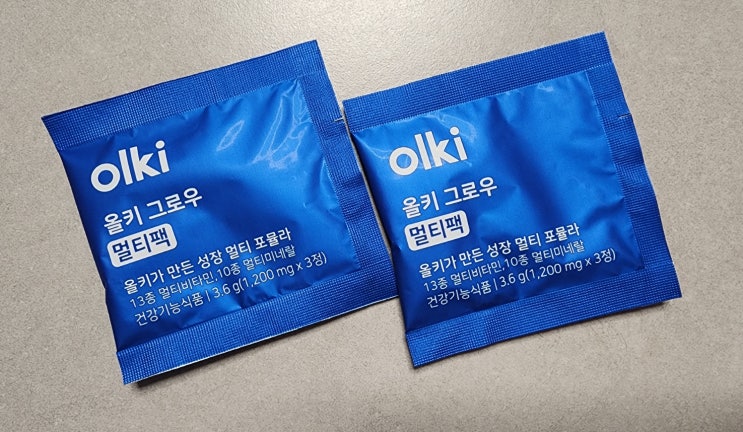 olki
올키 그로우
멀티팩
올키가 만든 성장 멀티 포뮬라
13종 멀티비타민, 10종 멀티미네랄
건강기능식품 | 3.6 g(1,200 mg x 3정)
olki
올키 그로우
멀티팩
올키가 만든 성장 멀티 포뮬라
13종 멀티비타민, 10종 멀티미네랄
건강기능식품 | 3.6 g(1,200 mg x 3정)